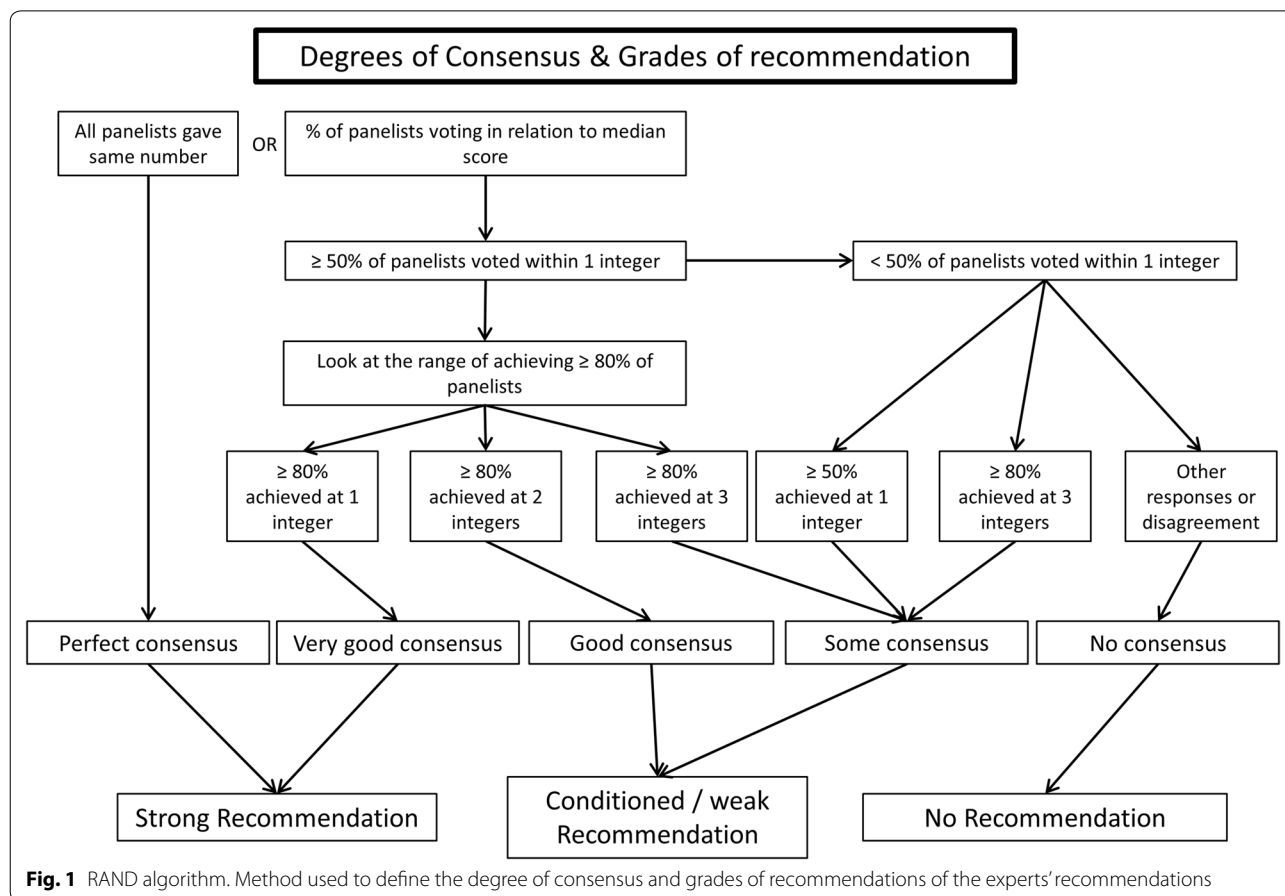 Degrees of Consensus & Grades of recommendation
All panelists gave
same number
OR
% of panelists voting in relation to median
score
≥ 50% of panelists voted within 1 integer
< 50% of panelists voted within 1 integer
Look at the range of achieving ≥ 80% of
panelists
≥ 80%
achieved at 1
integer
≥ 80%
achieved at 2
integers
≥ 80%
achieved at 3
integers
≥ 50%
achieved at 1
integer
≥ 80%
achieved at 3
integers
Other
responses or
disagreement
Perfect consensus
Very good consensus
Good consensus
Some consensus
No consensus
Strong Recommendation
Conditioned / weak
Recommendation
No Recommendation
Fig. 1 RAND algorithm. Method used to define the degree of consensus and grades of recommendations of the experts’ recommendations